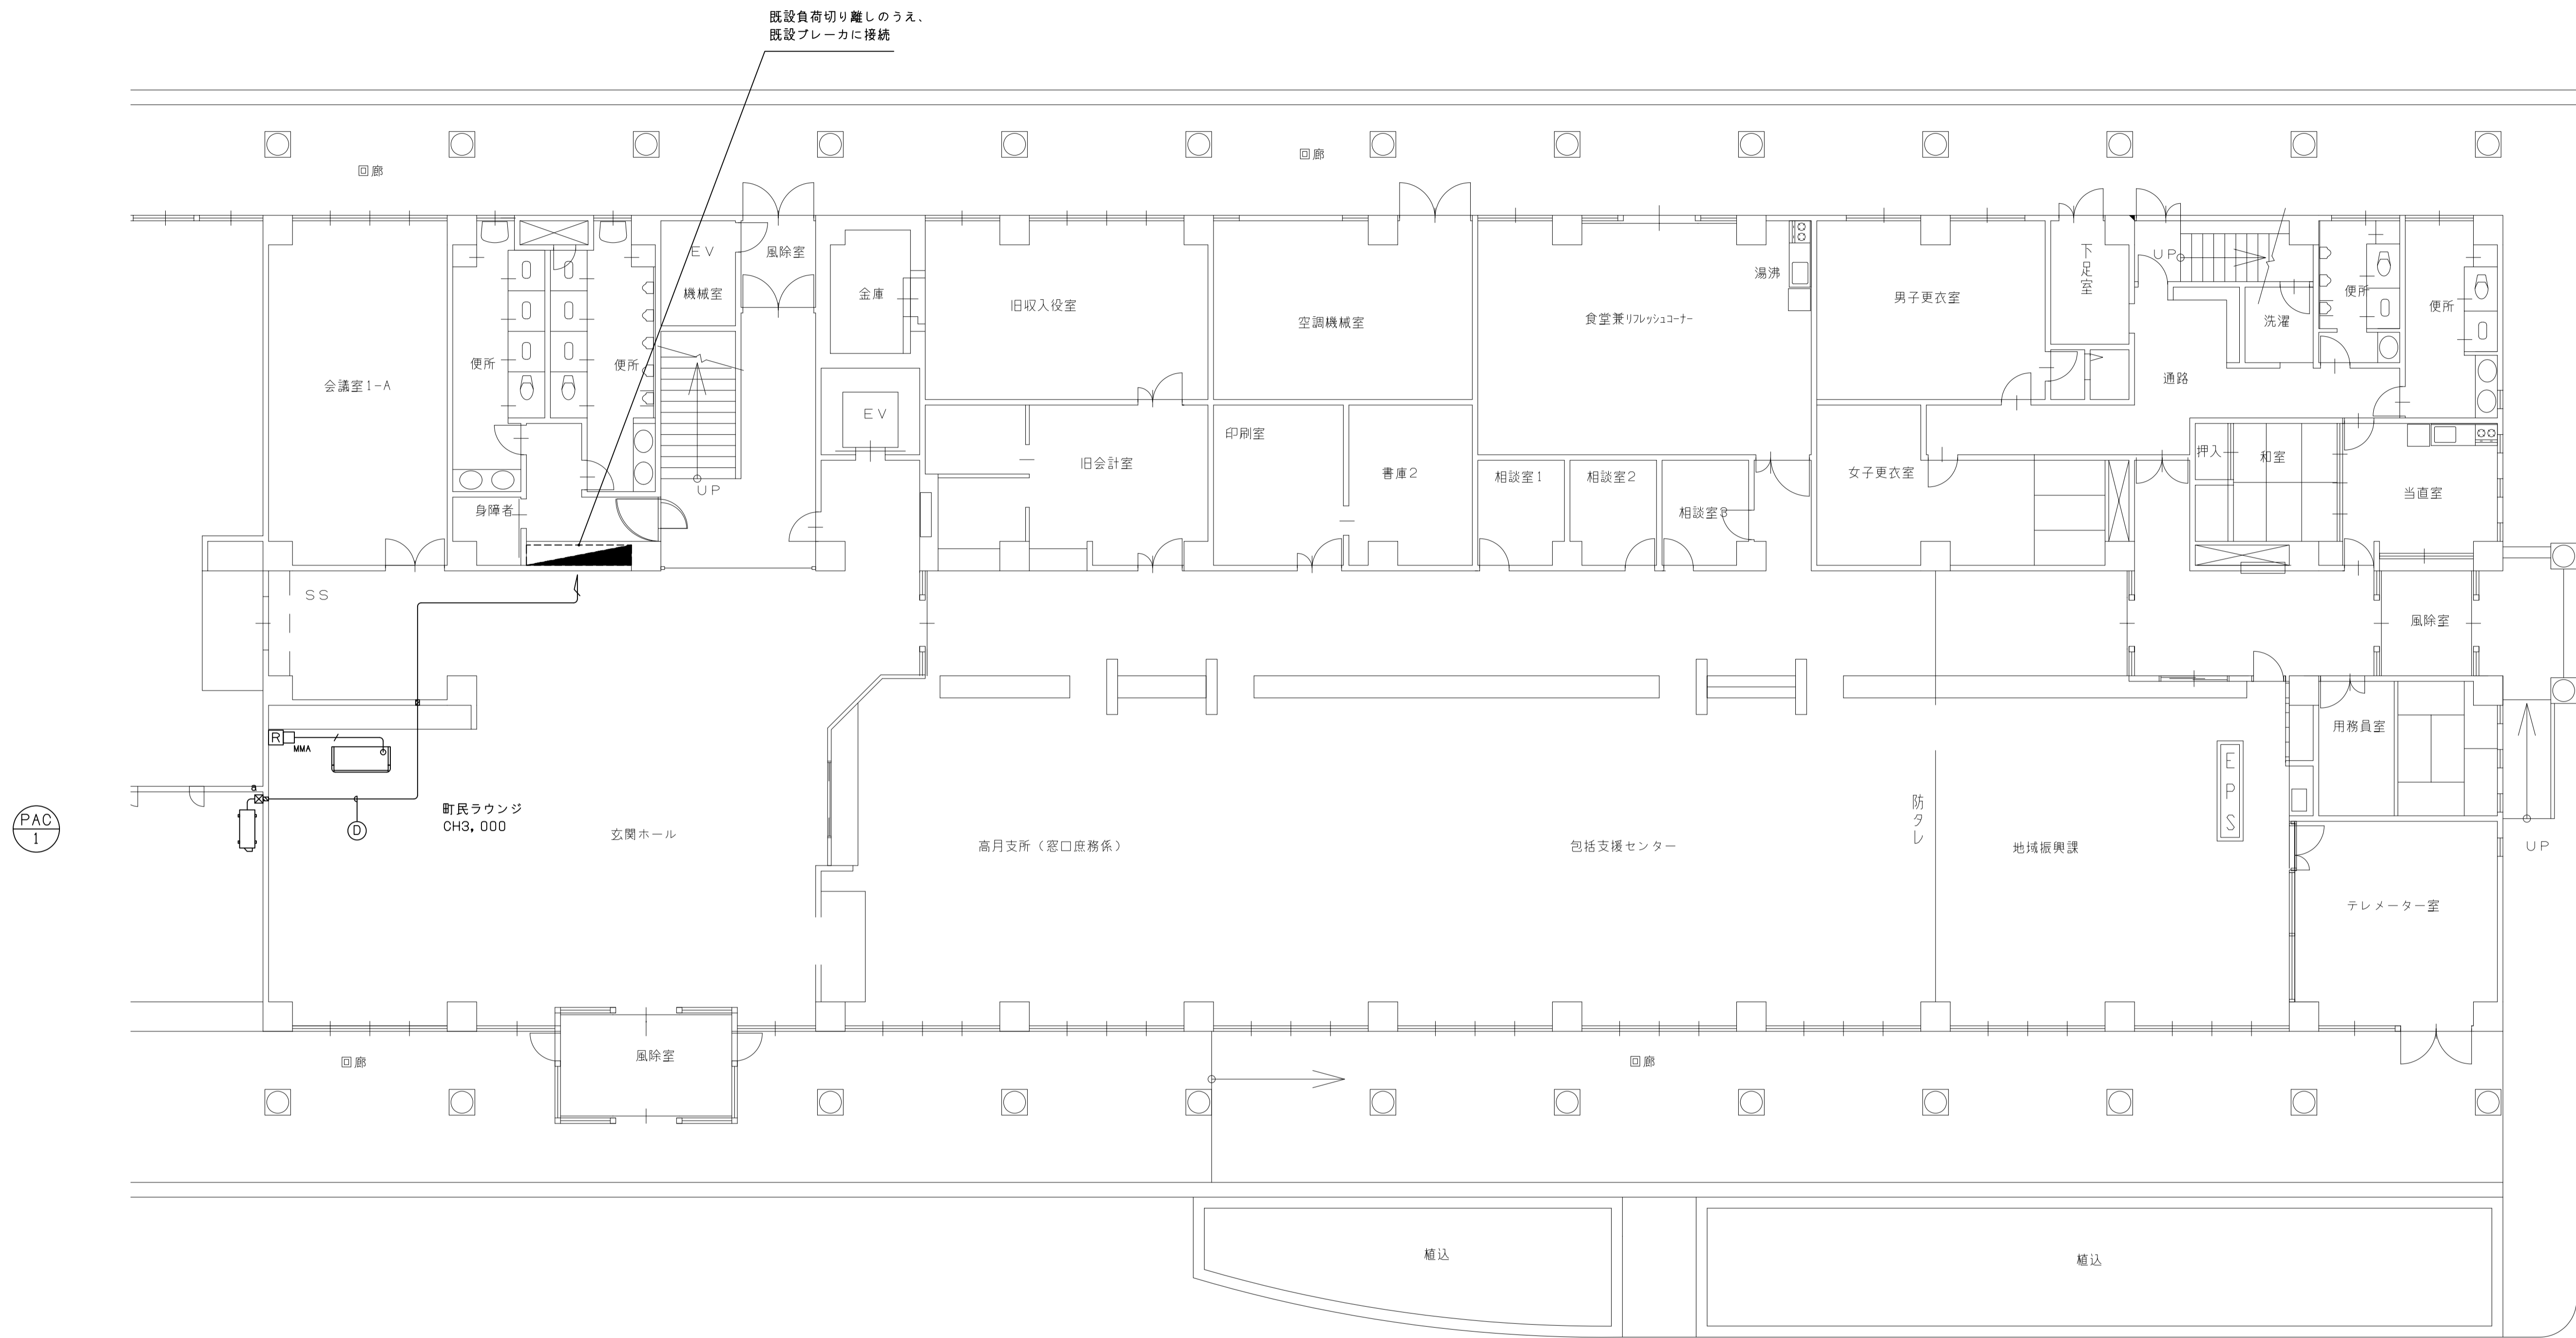 既設負荷切り離しのうえ、
既設ブレーカに接続
回廊
回廊
EV
機械室
風除室
金庫
旧収入役室
空調機械室
食堂兼リフレッシュコーナー
湯沸
男子更衣室
下足室
UP
洗濯
便所
便所
会議室1-A
便所
便所
EV
通路
UP
身障者
旧会計室
印刷室
書庫2
相談室1
相談室2
相談室3
女子更衣室
押入
和室
当直室
SS
風除室
R
MMA
用務員室
EPS
PAC
1
D
町民ラウンジ
CH3,000
玄関ホール
高月支所(窓口庶務係)
包括支援センター
防タレ
地域振興課
UP
テレメーター室
回廊
風除室
回廊
植込
植込